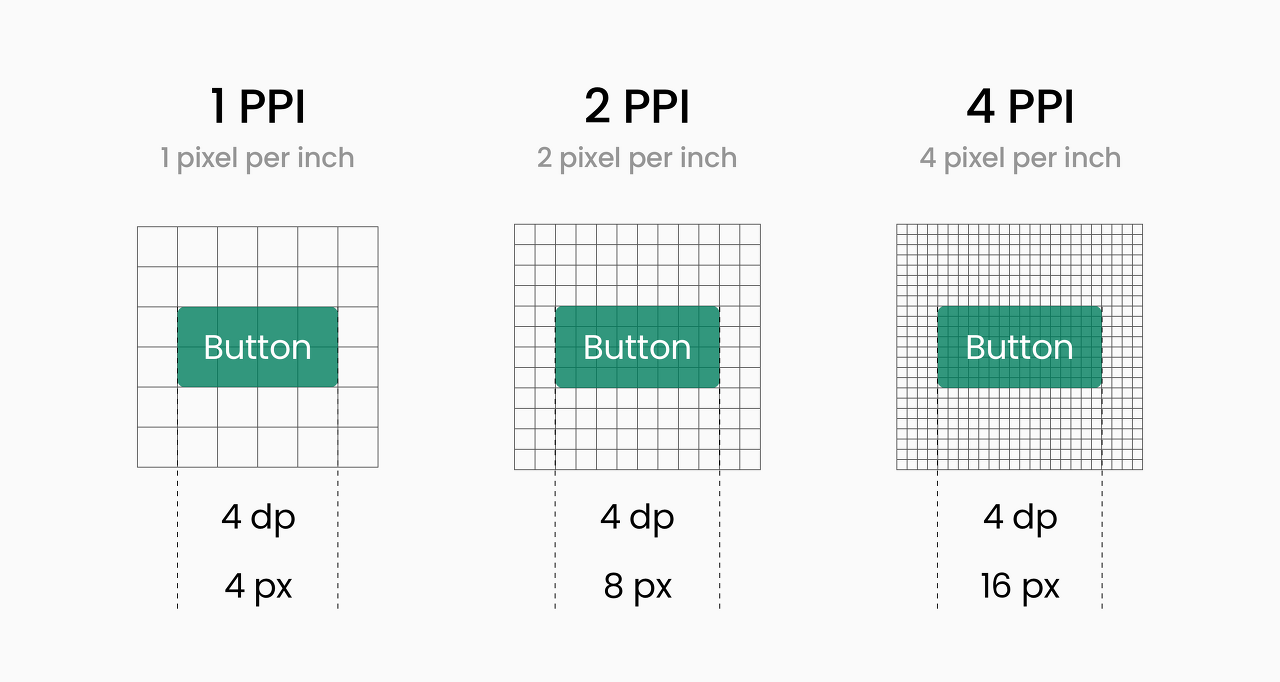 1 PPI
1 pixel per inch
Button
4 dp
4 px
2 PPI
2 pixel per inch
Button
4 dp
8 px
4 PPI
4 pixel per inch
Button
4 dp
16 px